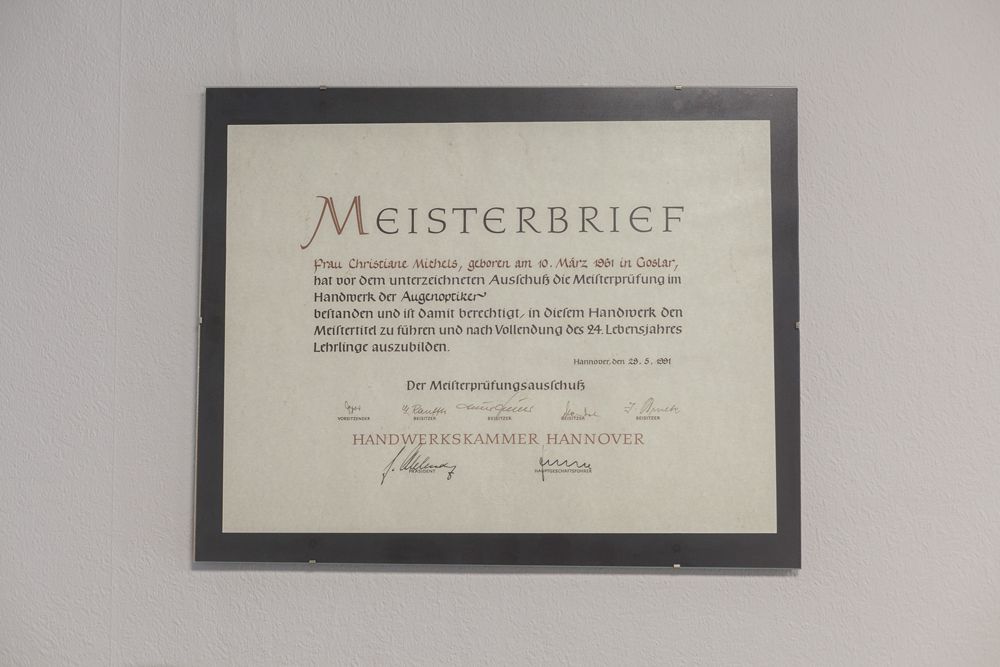 MEISTERBRIEF
Frau Christiane Michels, geboren am 10. März 1961 in Goslar,
hat vor dem unterzeichneten Ausschuß die Meisterprüfung im
Handwerk der Augenoptiker
bestanden und ist damit berechtigt, in diesem Handwerk den
Meistertitel zu führen und nach Vollendung des 24. Lebensjahres
Lehrlinge auszubilden.
Hannover, den 29. 5. 1991
Der Meisterprüfungsausschuß
VORSITZENDER BEISITZER BEISITZER BEISITZER BEISITZER
HANDWERKSKAMMER HANNOVER
PRÄSIDENT HAUPTGESCHÄFTSFÜHRER